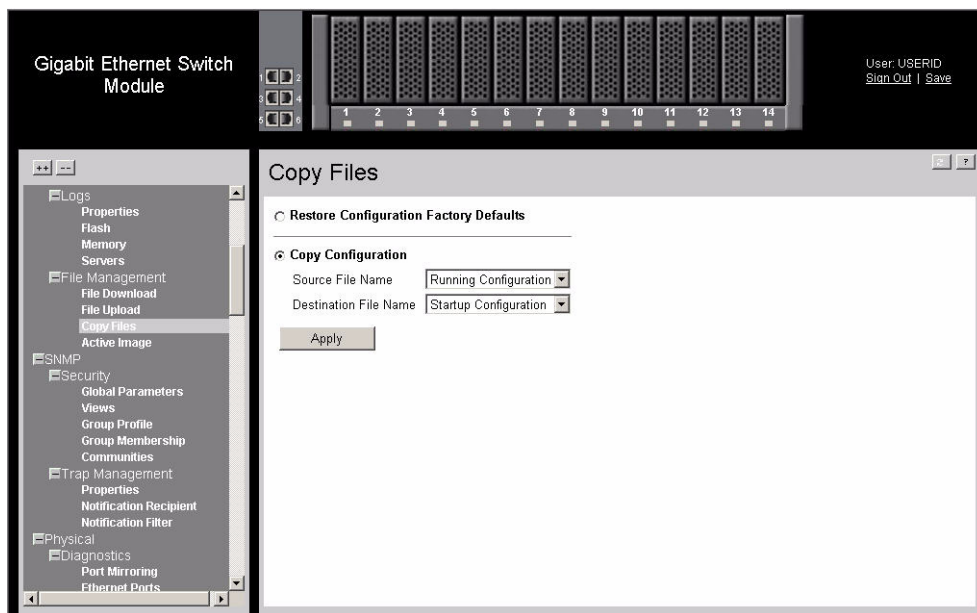 Gigabit Ethernet Switch
Module
1 2
3 4
5 6
1 2 3 4 5 6 7 8 9 10 11 12 13 14
User: USERID
Sign Out | Save
++ --
Logs
Properties
Flash
Memory
Servers
File Management
File Download
File Upload
Copy Files
Active Image
SNMP
Security
Global Parameters
Views
Group Profile
Group Membership
Communities
Trap Management
Properties
Notification Recipient
Notification Filter
Physical
Diagnostics
Port Mirroring
Ethernet Ports
Copy Files
?
Restore Configuration Factory Defaults
Copy Configuration
Source File Name Running Configuration
Destination File Name Startup Configuration
Apply